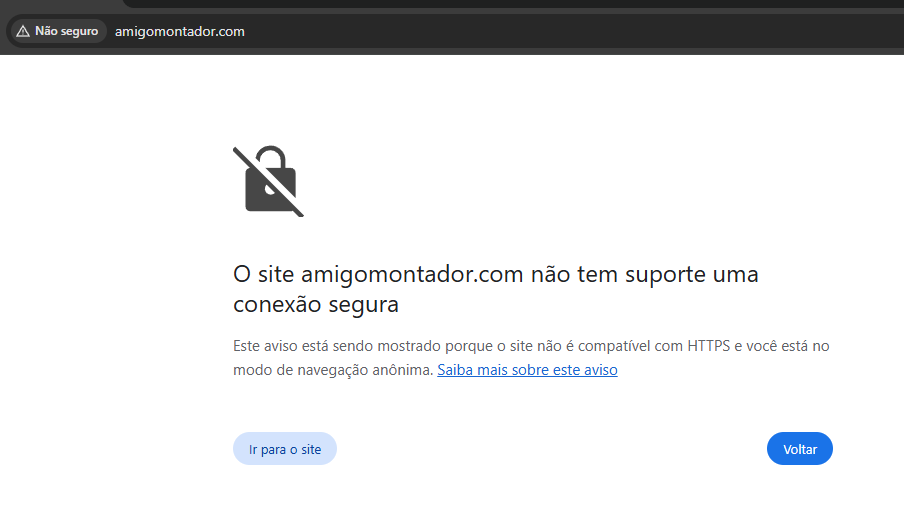 Não seguro amigomontador.com
O site amigomontador.com não tem suporte uma
conexão segura
Este aviso está sendo mostrado porque o site não é compatível com HTTPS e você está no
modo de navegação anônima. Saiba mais sobre este aviso
Ir para o site Voltar